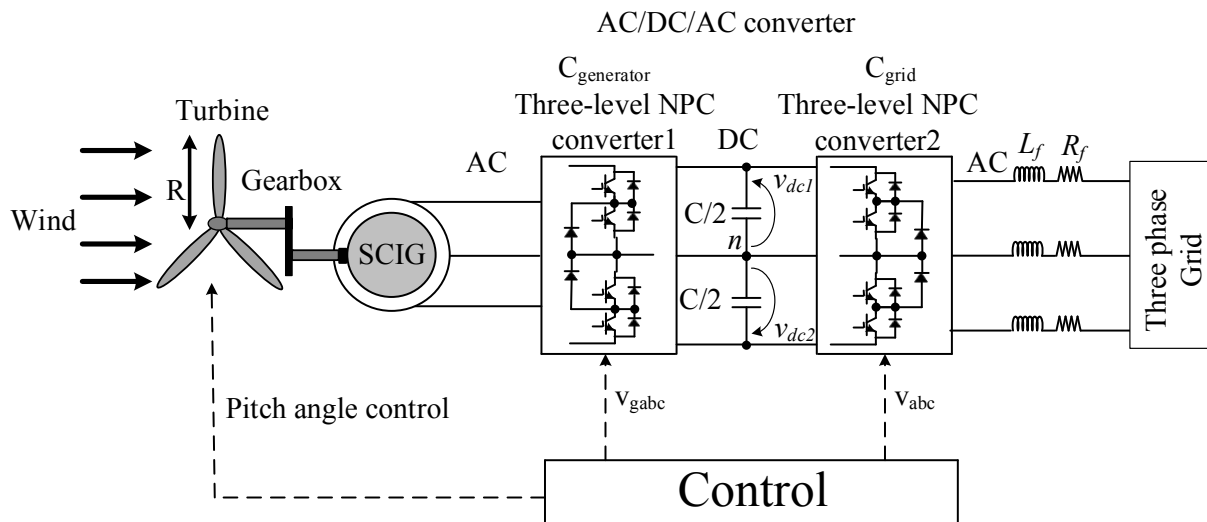 AC/DC/AC converter
C_generator
Three-level NPC
converter1
C_grid
Three-level NPC
converter2
Turbine
R
Gearbox
Wind
SCIG
AC
DC
v_dc1
C/2
n
C/2
v_dc2
AC
L_f
R_f
Three phase
Grid
Pitch angle control
v_gabc
v_abc
Control